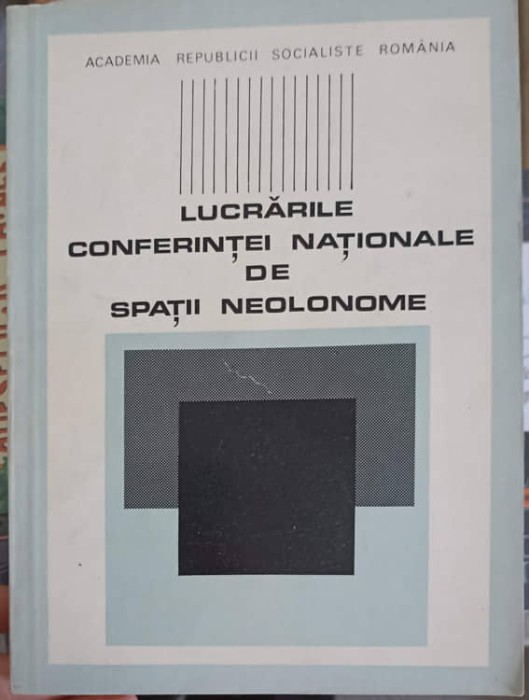 ACADEMIA REPUBLICII SOCIALISTE ROMÂNIA
LUCRĂRILE
CONFERINȚEI NAȚIONALE
DE
SPAȚII NEOLONOME